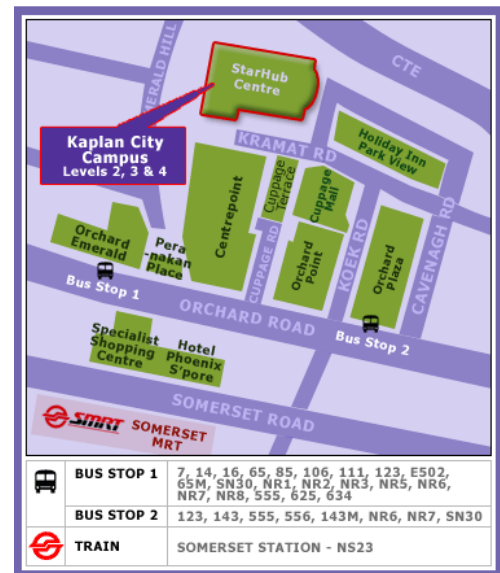 EMERALD HILL
StarHub
Centre
CTE
Kaplan City
Campus
Levels 2, 3 & 4
KRAMAT RD
Holiday Inn
Park View
Centrepoint
Cuppage
Terrace
Cuppage
Mall
CUPPAGE RD
Orchard
Point
KOEK RD
Orchard
Plaza
CAVENAGH RD
Orchard
Emerald
Pera
-nakan
Place
Bus Stop 1
ORCHARD ROAD
Bus Stop 2
Specialist
Shopping
Centre
Hotel
Phoenix
S'pore
SOMERSET ROAD
SMRT
SOMERSET
MRT
BUS STOP 1
7, 14, 16, 65, 85, 106, 111, 123, E502,
65M, SN30, NR1, NR2, NR3, NR5, NR6,
NR7, NR8, 555, 625, 634
BUS STOP 2
123, 143, 555, 556, 143M, NR6, NR7, SN30
TRAIN
SOMERSET STATION - NS23